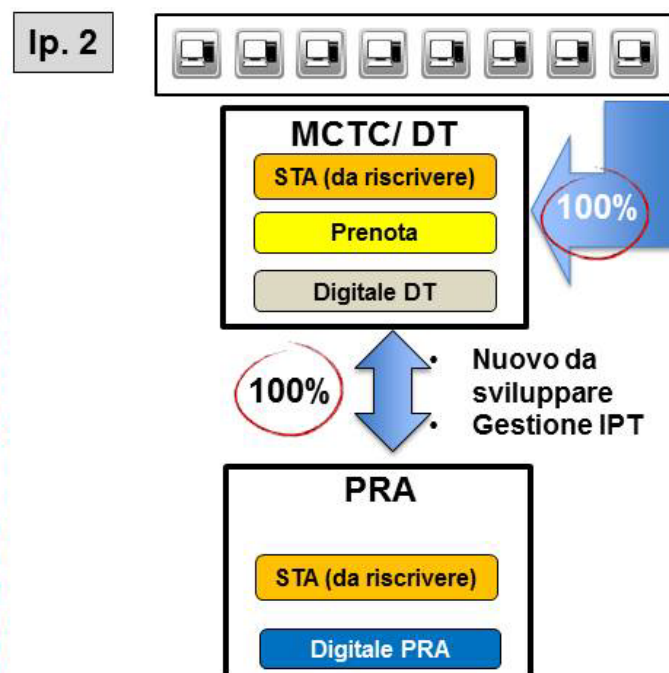 Ip. 2
MCTC/ DT
STA (da riscrivere)
100%
Prenota
Digitale DT
100%
• Nuovo da
sviluppare
• Gestione IPT
PRA
STA (da riscrivere)
Digitale PRA